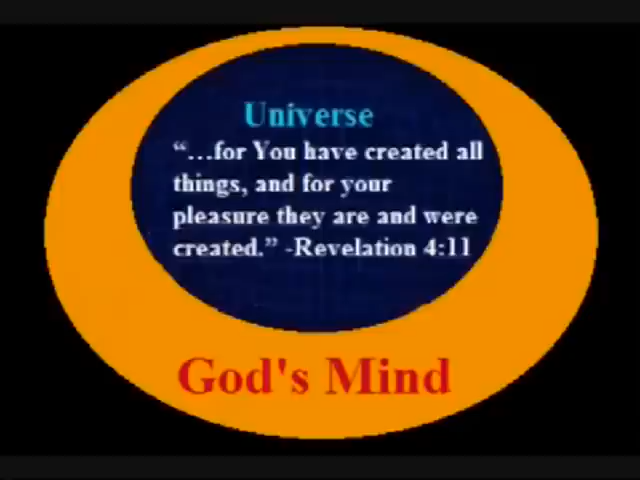 Universe
“...for You have created all
things, and for your
pleasure they are and were
created.” -Revelation 4:11
God's Mind